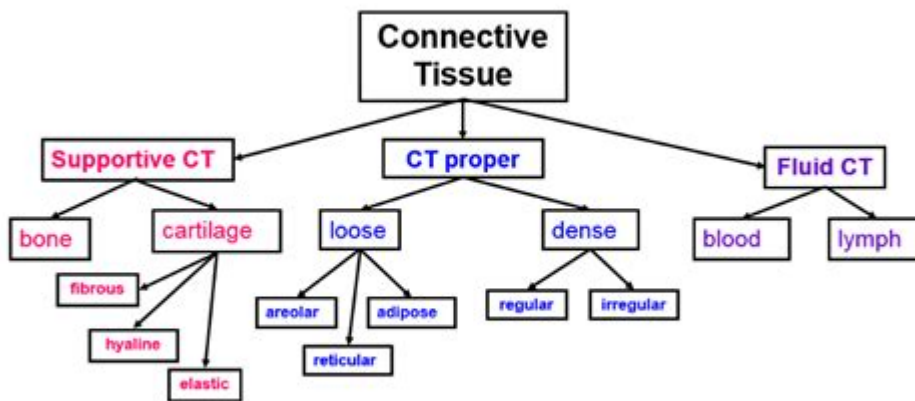 Connective
Tissue
Supportive CT
CT proper
Fluid CT
bone
cartilage
loose
dense
blood
lymph
fibrous
areolar
adipose
regular
irregular
hyaline
reticular
elastic